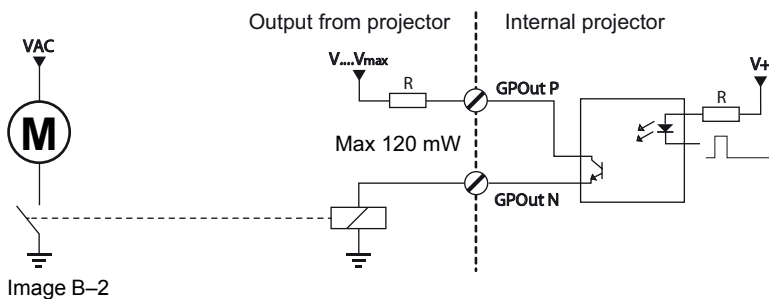 Output from projector
Internal projector
VAC
V....Vmax
V+
R
GPOut P
R
M
Max 120 mW
GPOut N
Image B–2